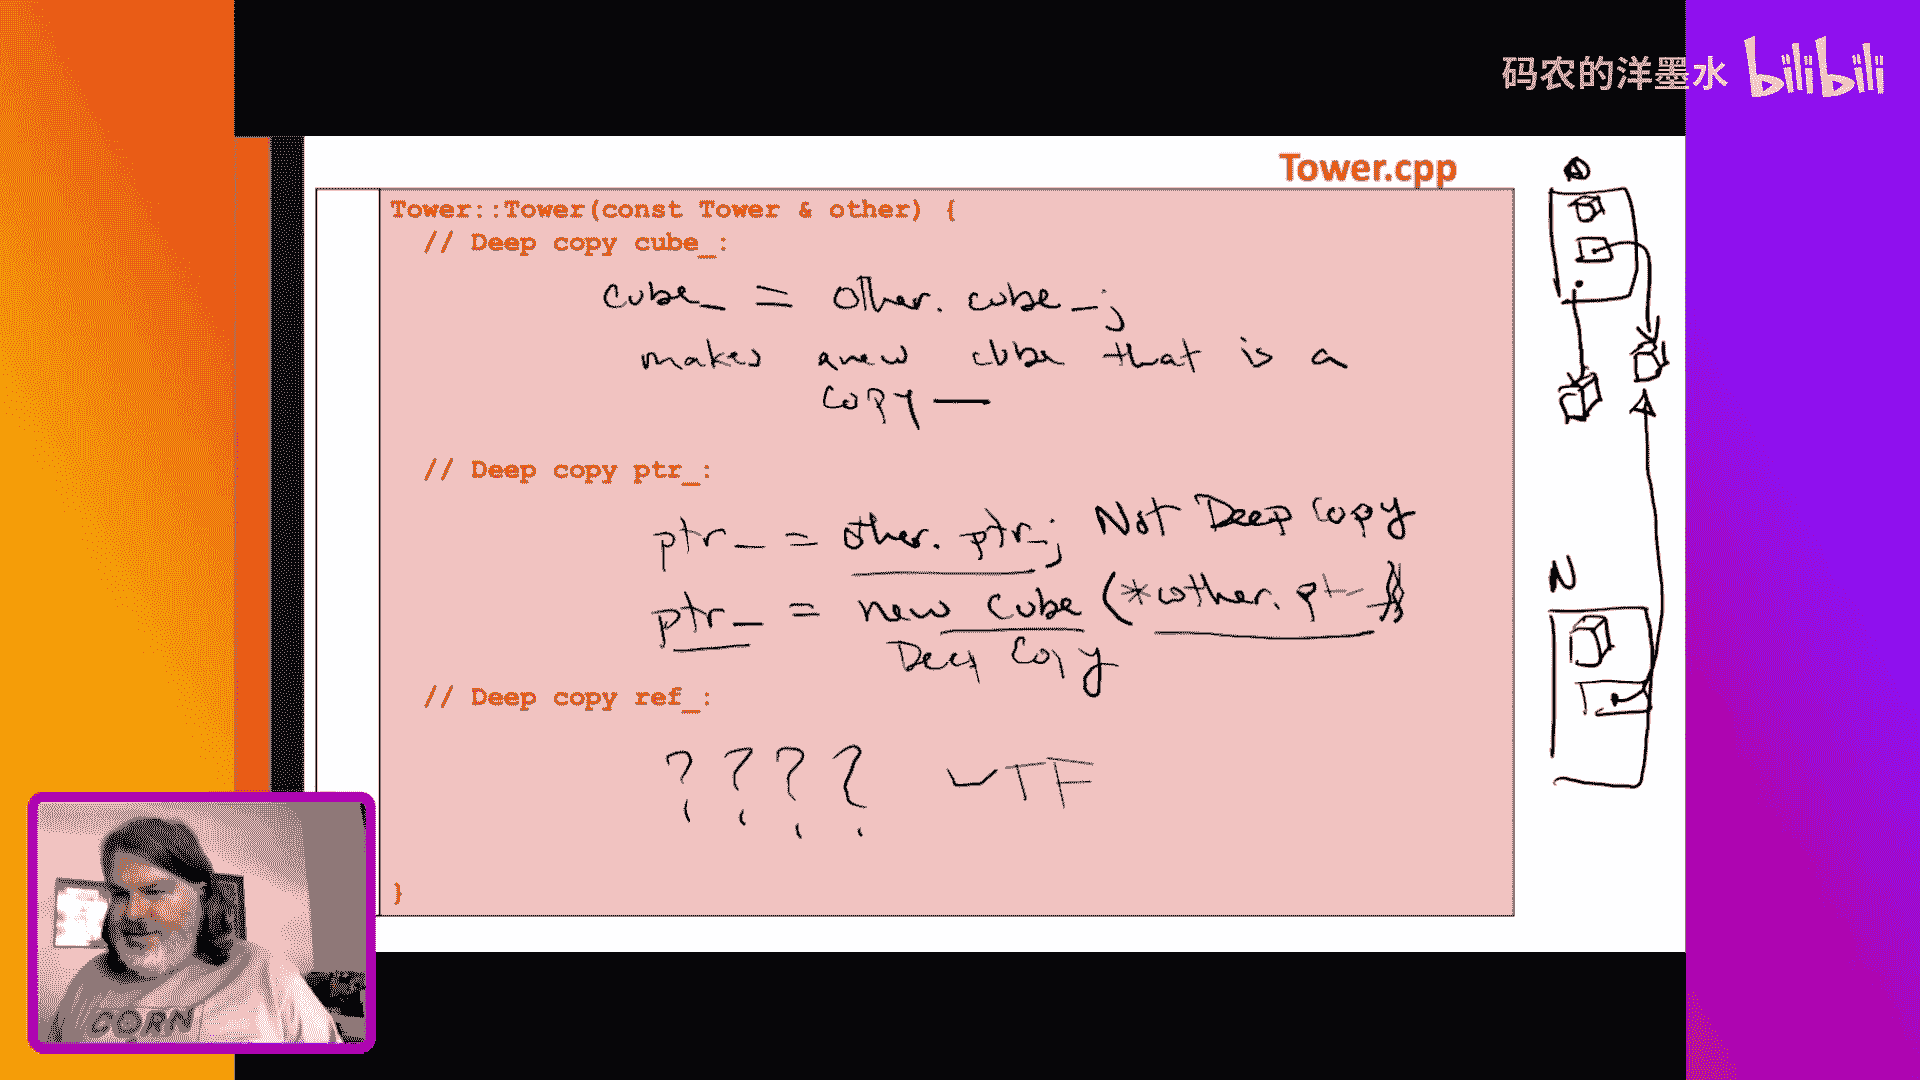 码农的洋墨水 bilibili
Tower.cpp
Tower::Tower(const Tower & other) {
// Deep copy cube_:
cube_ = other. cube_;
makes a new cube that is a
copy —
// Deep copy ptr_:
ptr_ = other. ptr_; Not Deep Copy
ptr_ = new Cube (*other. ptr_);
Deep Copy
// Deep copy ref_:
? ? ? ? WTF
}
N
CORN